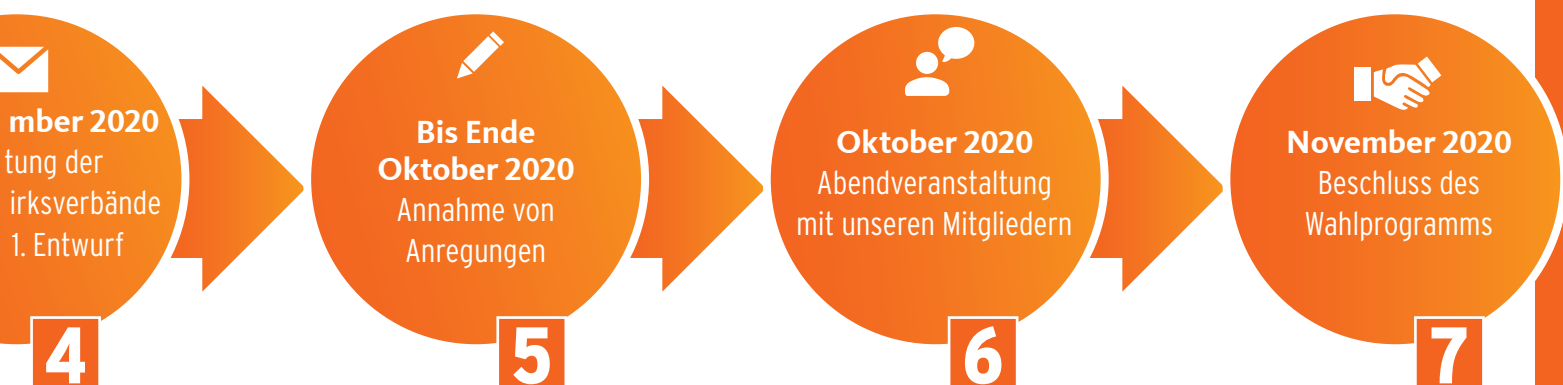 mber 2020
tung der
irksverbände
1. Entwurf
4
Bis Ende
Oktober 2020
Annahme von
Anregungen
5
Oktober 2020
Abendveranstaltung
mit unseren Mitgliedern
6
November 2020
Beschluss des
Wahlprogramms
7